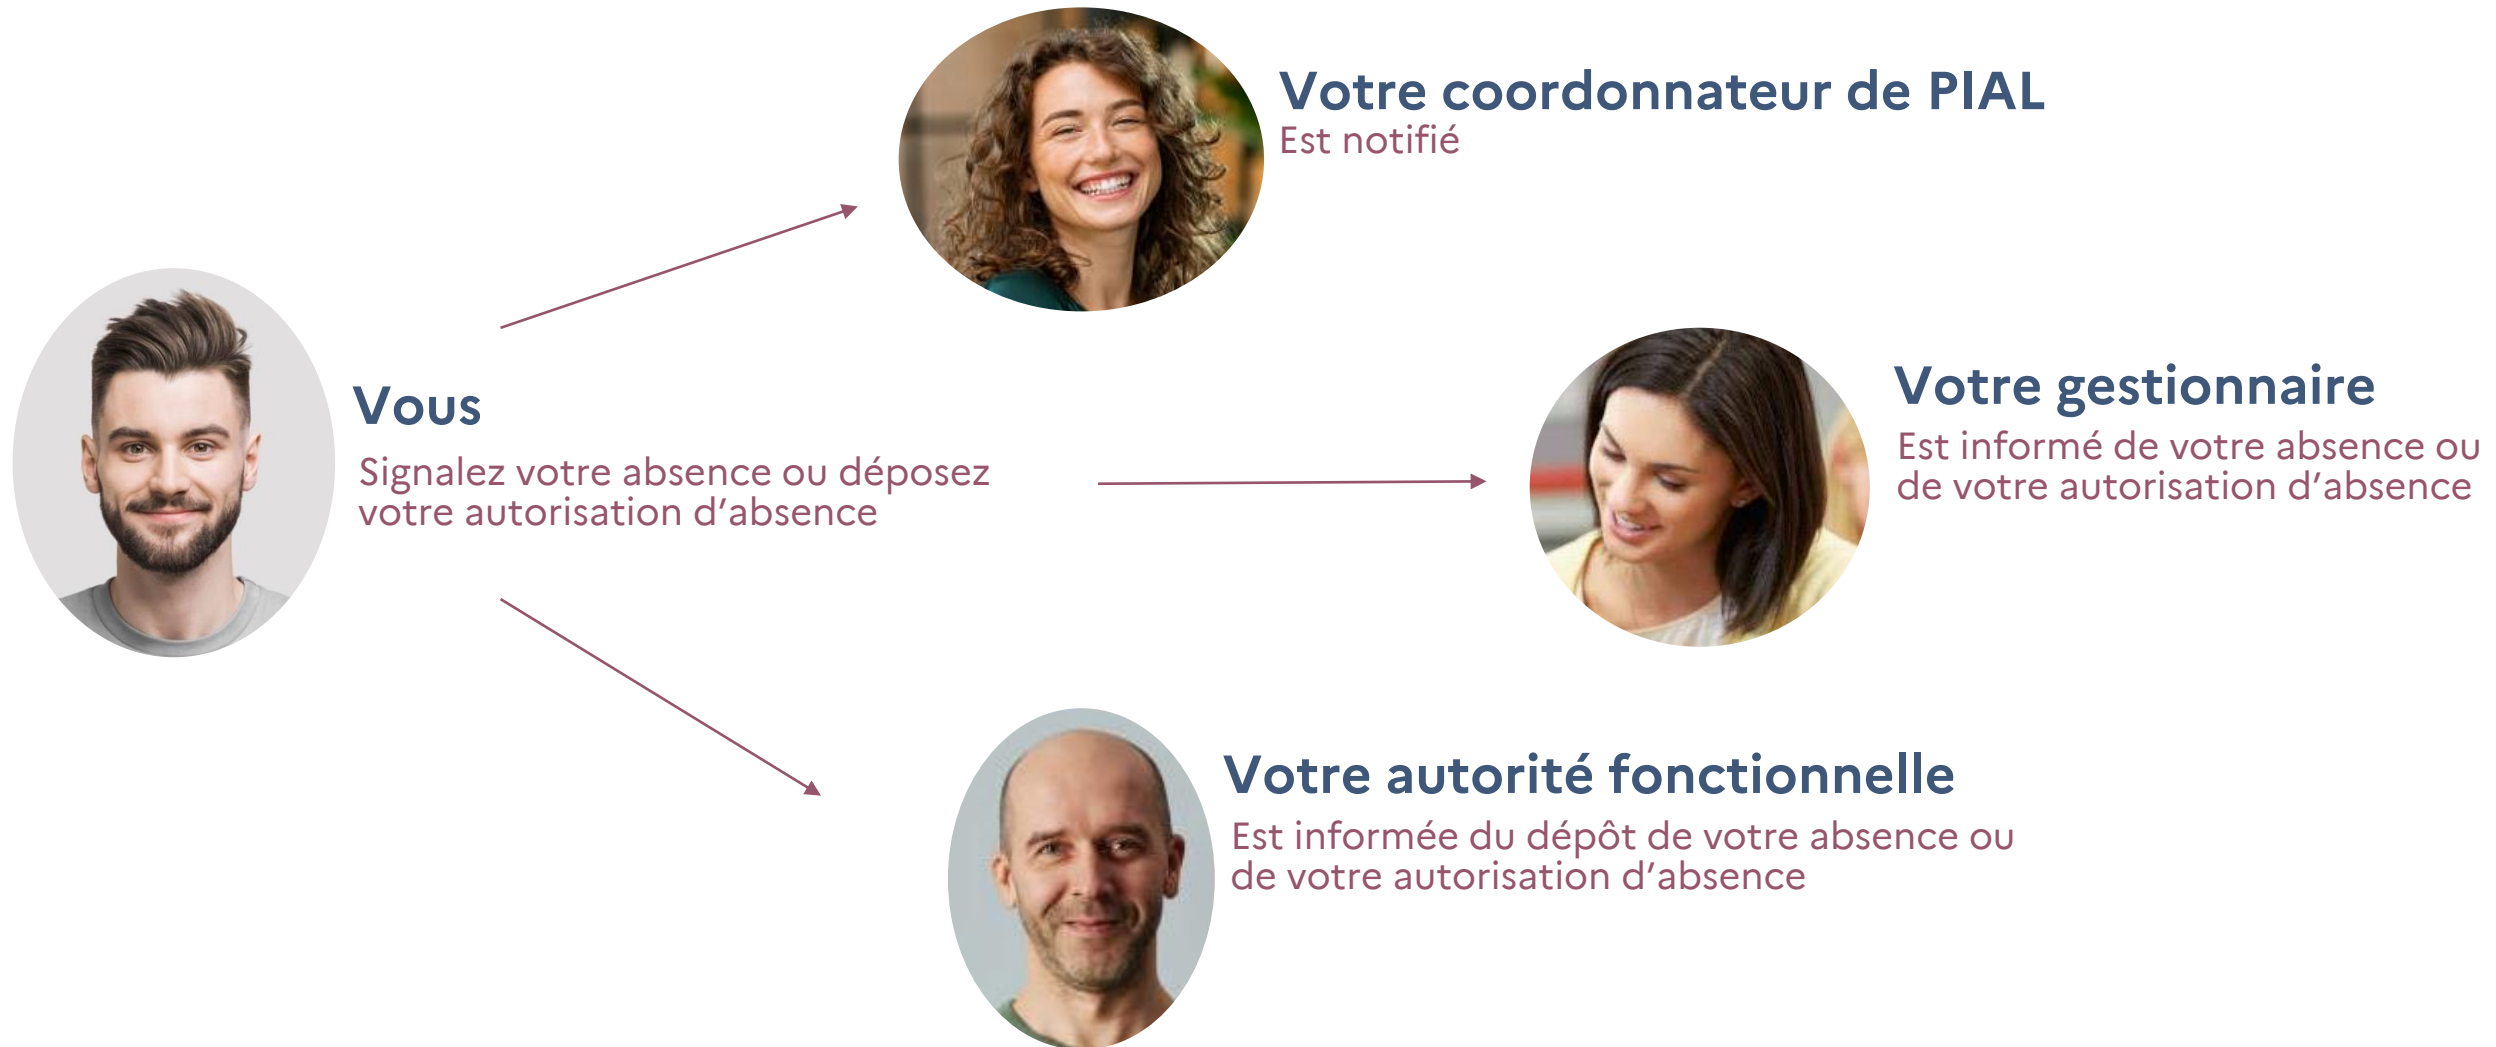 Votre coordonnateur de PIAL
Est notifié
Vous
Signalez votre absence ou déposez
votre autorisation d’absence
Votre gestionnaire
Est informé de votre absence ou
de votre autorisation d’absence
Votre autorité fonctionnelle
Est informée du dépôt de votre absence ou
de votre autorisation d’absence